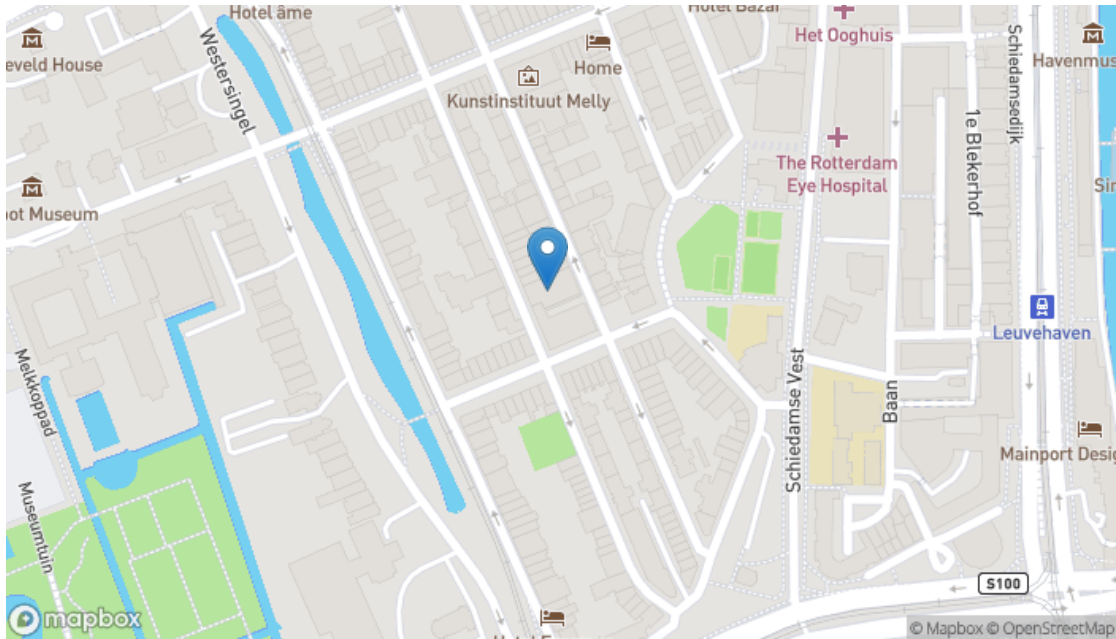 Hotel âme
Hotel Bazar
Het Ooghuis
eveld House
Westersingel
Home
Schiedamsedijk
Havenmus
Kunstinstituut Melly
1e Blekerhof
The Rotterdam
Eye Hospital
Sin
oot Museum
Leuvehaven
Melkkoppad
Schiedamse Vest
Baan
Mainport Desig
Museumtuin
S100
mapbox
© Mapbox © OpenStreetMap